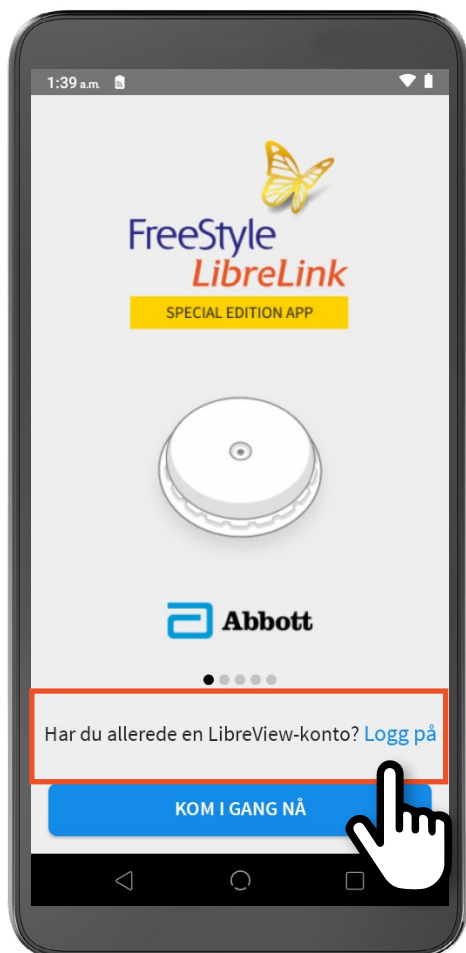 1:39 a.m.
FreeStyle
LibreLink
SPECIAL EDITION APP
Abbott
Har du allerede en LibreView-konto? Logg på
KOM I GANG NÅ